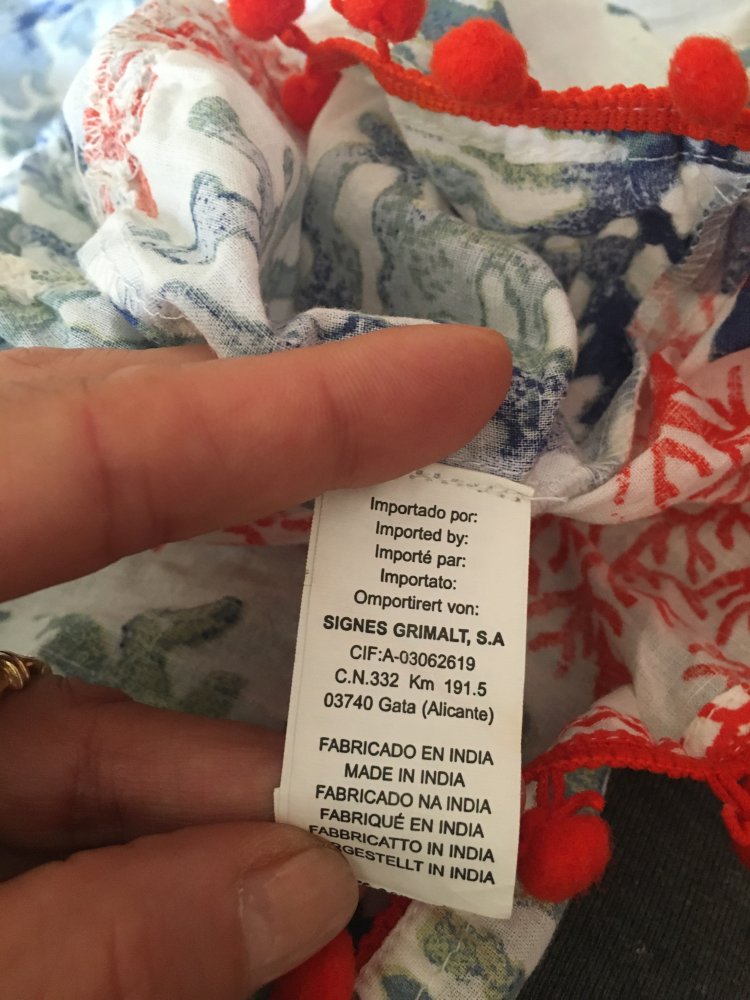 Importado por:
Imported by:
Importé par:
Importato:
Omportirert von:
SIGNES GRIMALT, S.A
CIF:A-03062619
C.N.332 Km 191.5
03740 Gata (Alicante)
FABRICADO EN INDIA
MADE IN INDIA
FABRICADO NA INDIA
FABRIQUÉ EN INDIA
FABBRICATTO IN INDIA
RGESTELLT IN INDIA